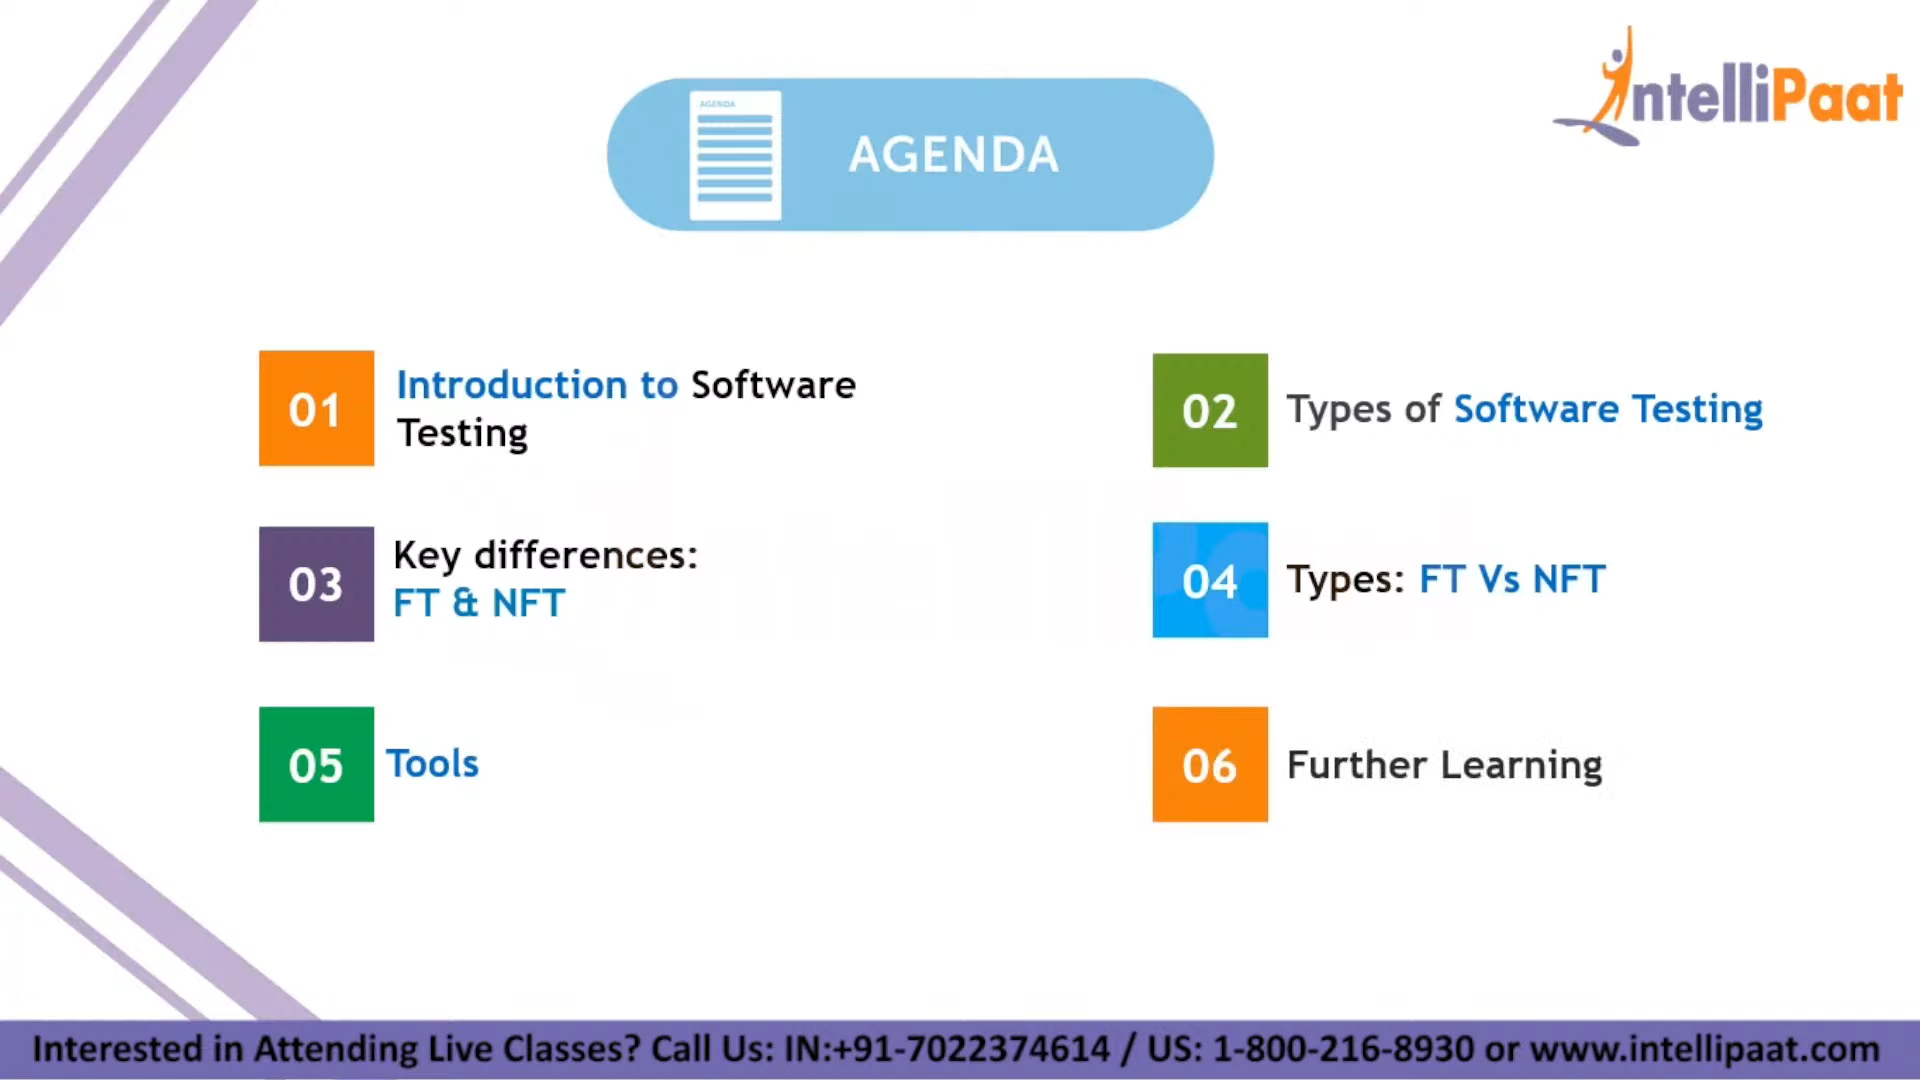 IntelliPaat
AGENDA
AGENDA
01
Introduction to Software
Testing
02
Types of Software Testing
03
Key differences:
FT & NFT
04
Types: FT Vs NFT
05
Tools
06
Further Learning
Interested in Attending Live Classes? Call Us: IN:+91-7022374614 / US: 1-800-216-8930 or www.intellipaat.com